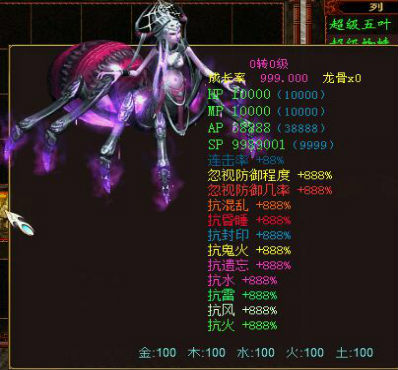 列
超级五叶
0转0级
成长率 999.000 龙骨x0
HP 10000 (10000)
MP 10000 (10000)
AP 38888 (38888)
SP 9999001 (9999)
连击率 +88%
忽视防御程度 +888%
忽视防御几率 +888%
抗混乱 +888%
抗昏睡 +888%
抗封印 +888%
抗鬼火 +888%
抗遗忘 +888%
抗水 +888%
抗雷 +888%
抗风 +888%
抗火 +888%
金:100 木:100 水:100 火:100 土:100